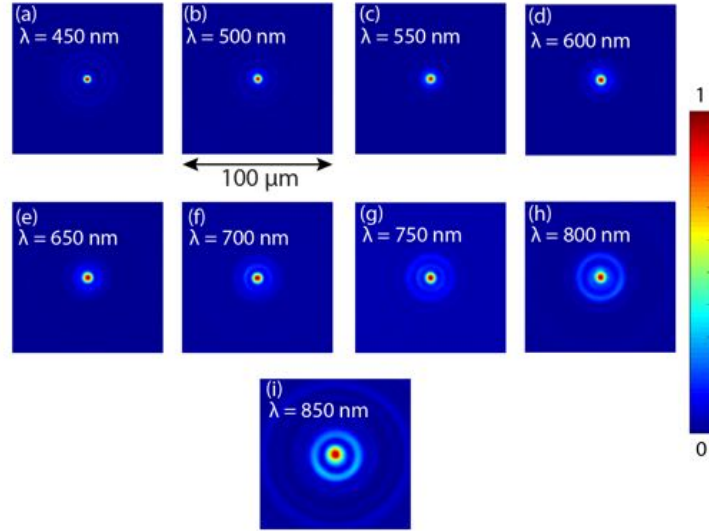 (a)
λ = 450 nm
(b)
λ = 500 nm
(c)
λ = 550 nm
(d)
λ = 600 nm
100 μm
1
(e)
λ = 650 nm
(f)
λ = 700 nm
(g)
λ = 750 nm
(h)
λ = 800 nm
(i)
λ = 850 nm
0